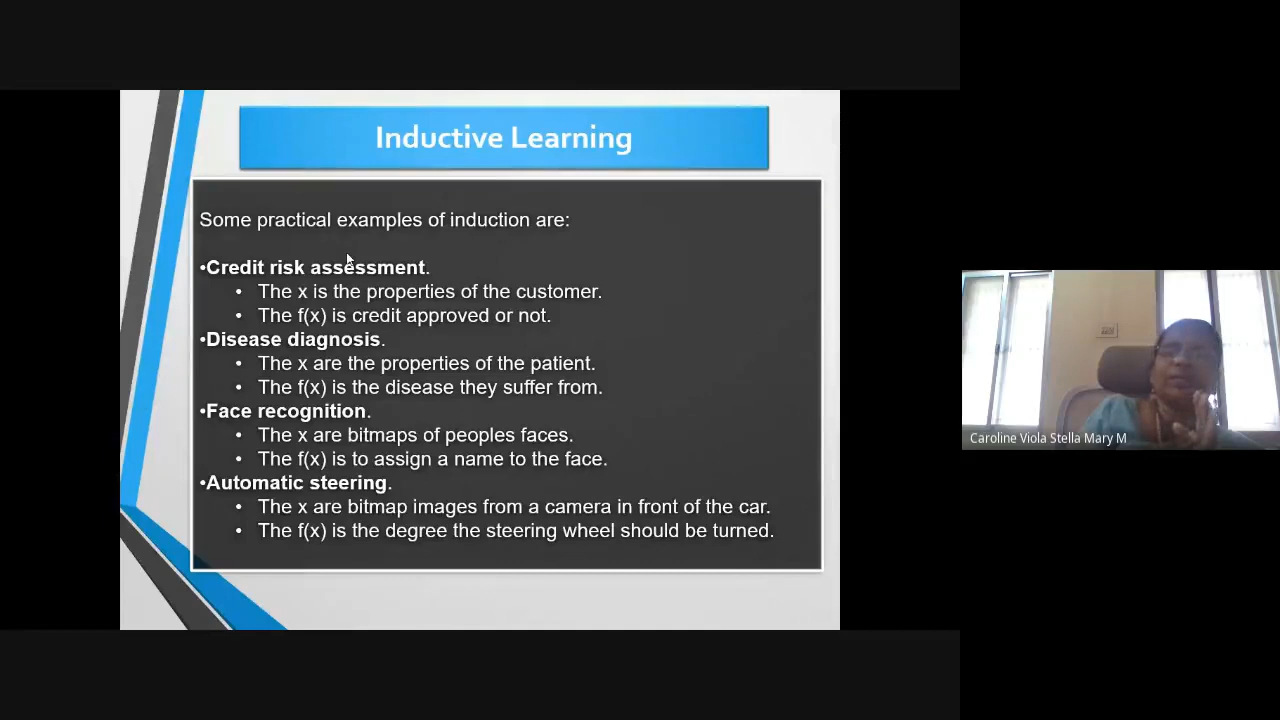 Inductive Learning
Some practical examples of induction are:
•Credit risk assessment.
• The x is the properties of the customer.
• The f(x) is credit approved or not.
•Disease diagnosis.
• The x are the properties of the patient.
• The f(x) is the disease they suffer from.
•Face recognition.
• The x are bitmaps of peoples faces.
• The f(x) is to assign a name to the face.
•Automatic steering.
• The x are bitmap images from a camera in front of the car.
• The f(x) is the degree the steering wheel should be turned.
Caroline Viola Stella Mary M